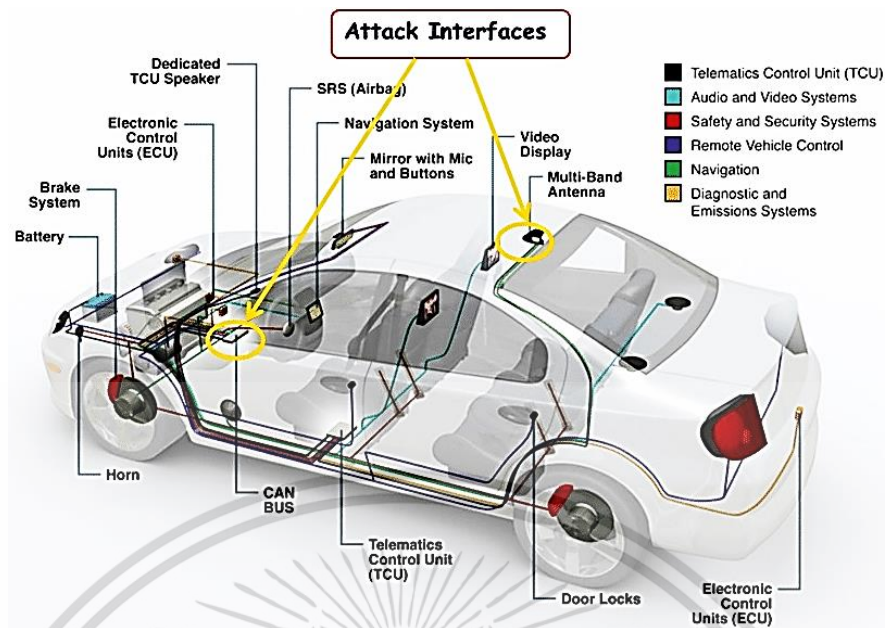 Attack Interfaces
Dedicated
TCU Speaker
SRS (Airbag)
Electronic
Control
Units (ECU)
Navigation System
Mirror with Mic
and Buttons
Brake
System
Battery
Video
Display
Multi-Band
Antenna
Telematics Control Unit (TCU)
Audio and Video Systems
Safety and Security Systems
Remote Vehicle Control
Navigation
Diagnostic and
Emissions Systems
Horn
CAN
BUS
Telematics
Control Unit
(TCU)
Door Locks
Electronic
Control
Units (ECU)